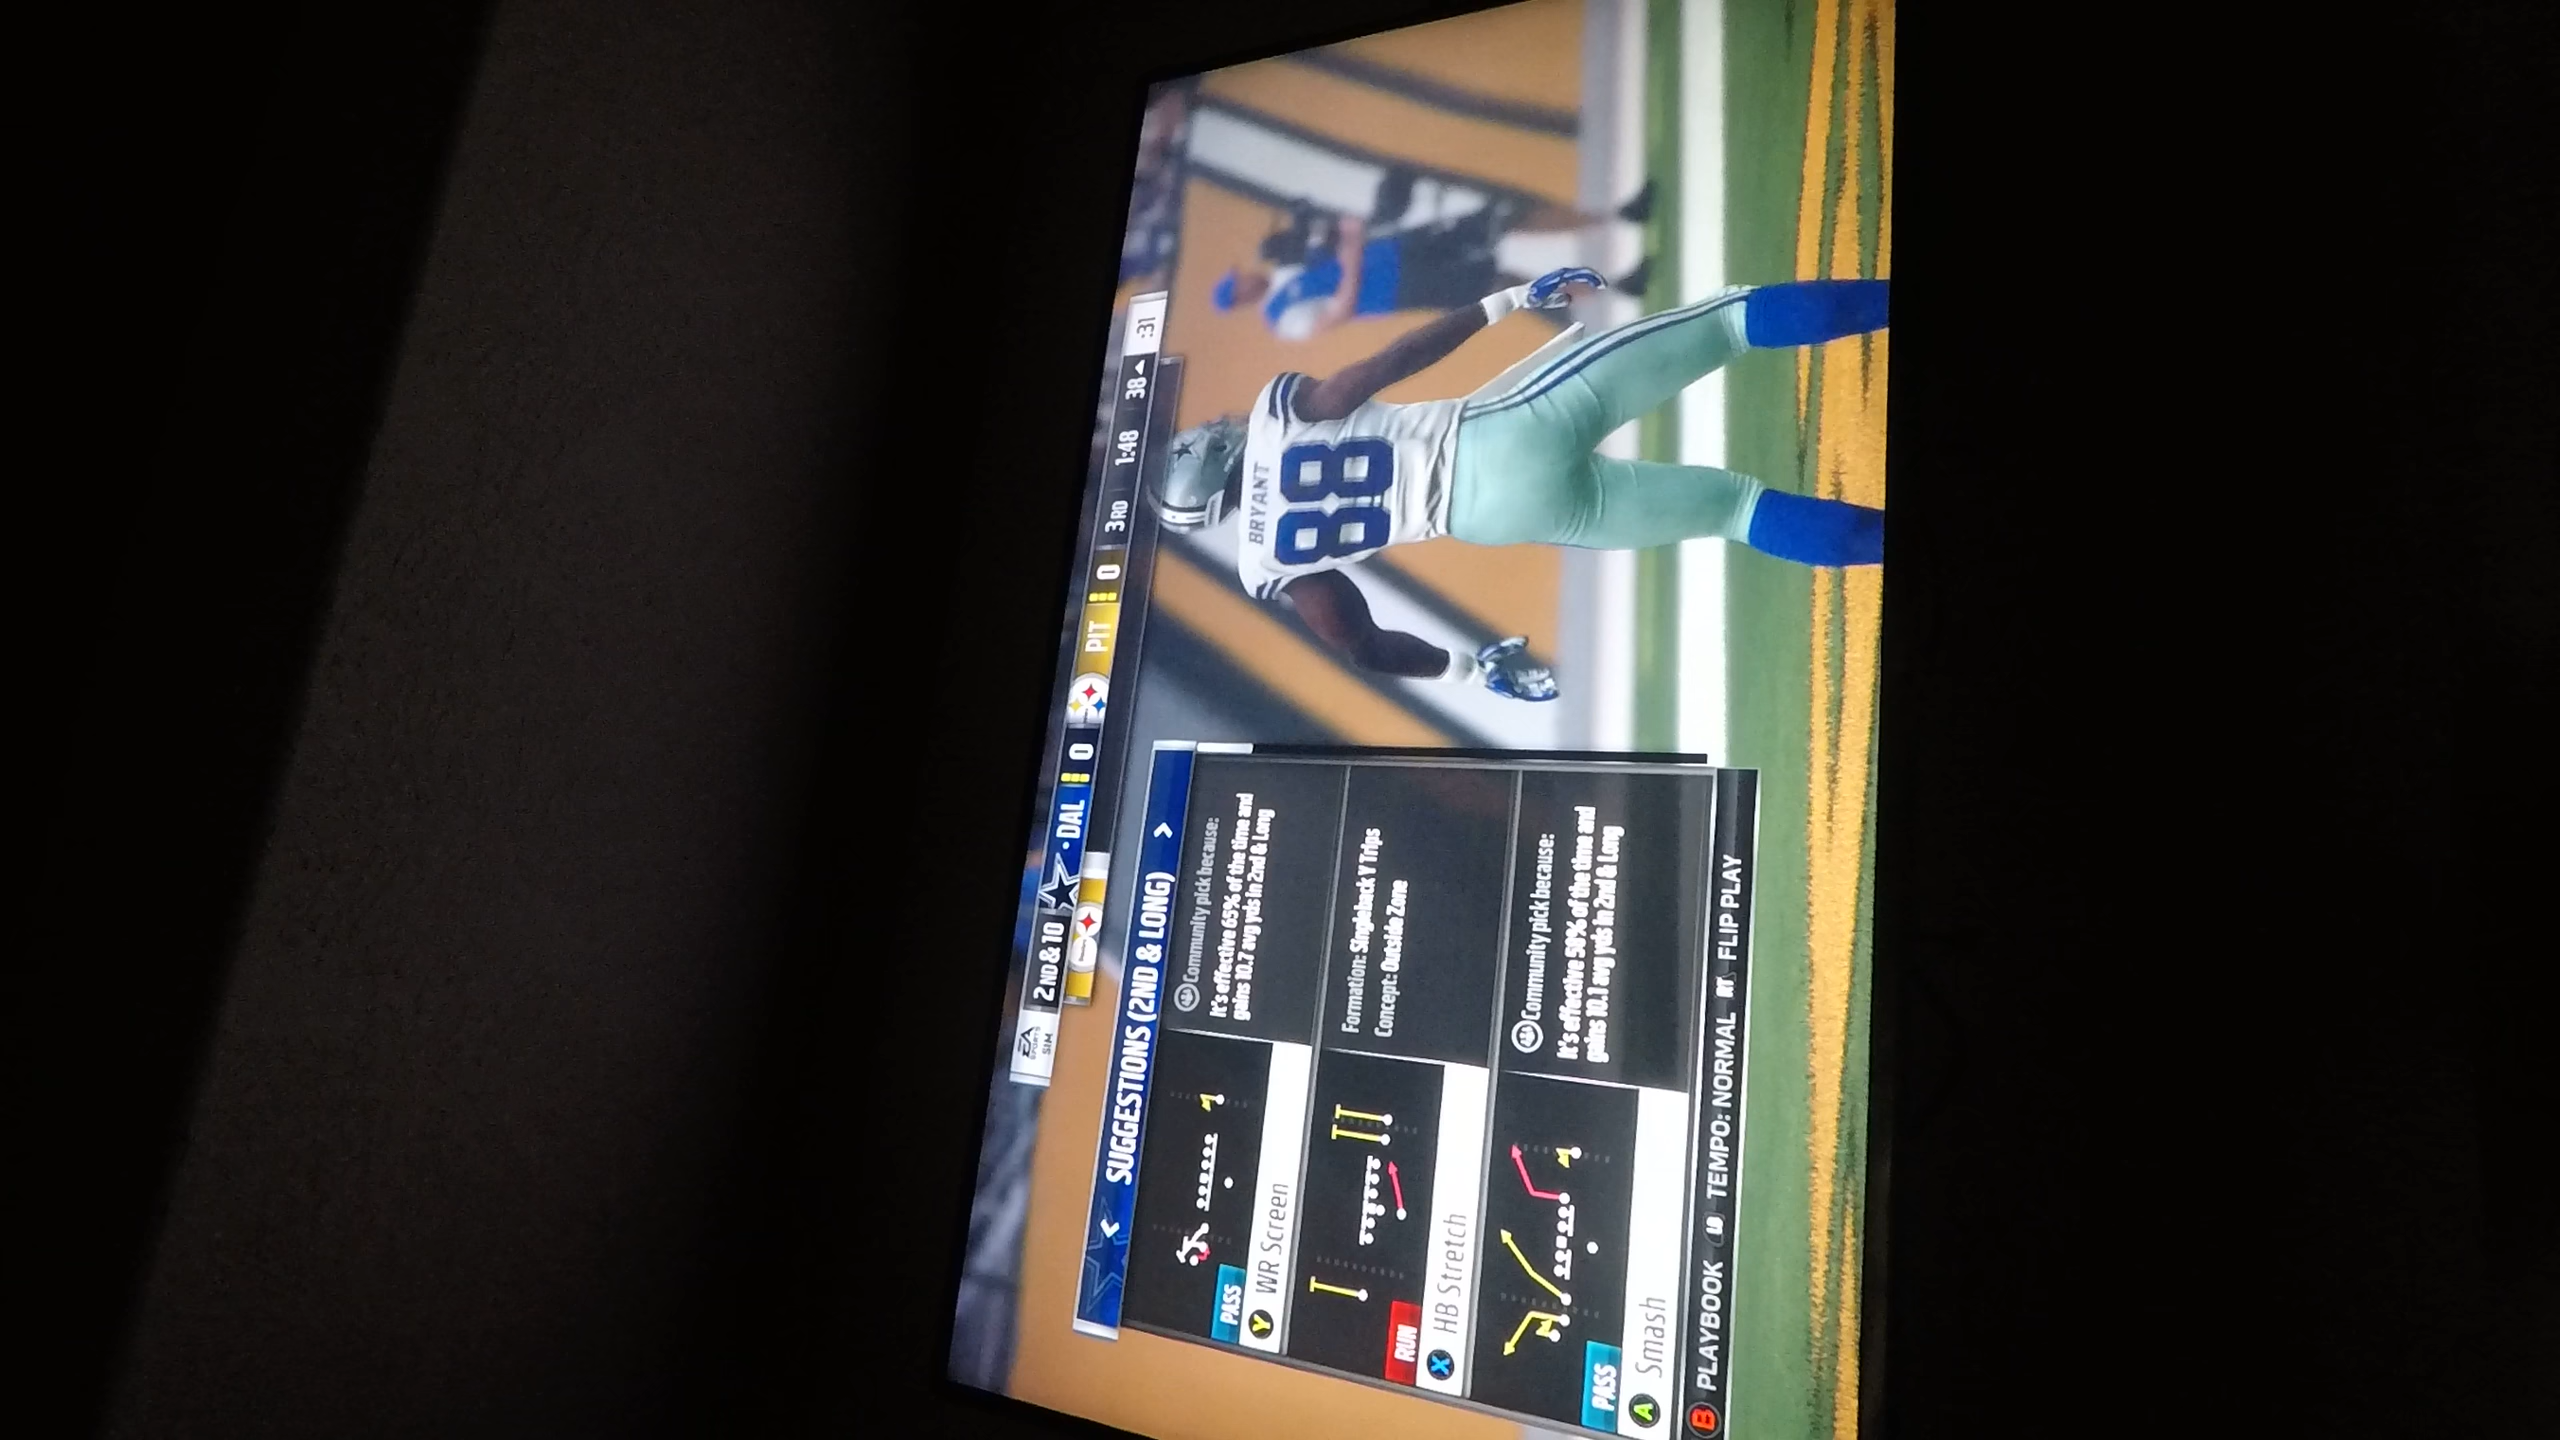 EA
SPORTS
SIM
2ND & 10
DAL 0
PIT 0
3RD 1:48 38 :31
BRYANT
88
SUGGESTIONS (2ND & LONG)
PASS
Y WR Screen
Community pick because:
It's effective 65% of the time and
gains 10.7 avg yds in 2nd & Long
RUN
X HB Stretch
Formation: Singleback Y Trips
Concept: Outside Zone
PASS
A Smash
Community pick because:
It's effective 58% of the time and
gains 10.1 avg yds in 2nd & Long
B PLAYBOOK LB TEMPO: NORMAL RT FLIP PLAY